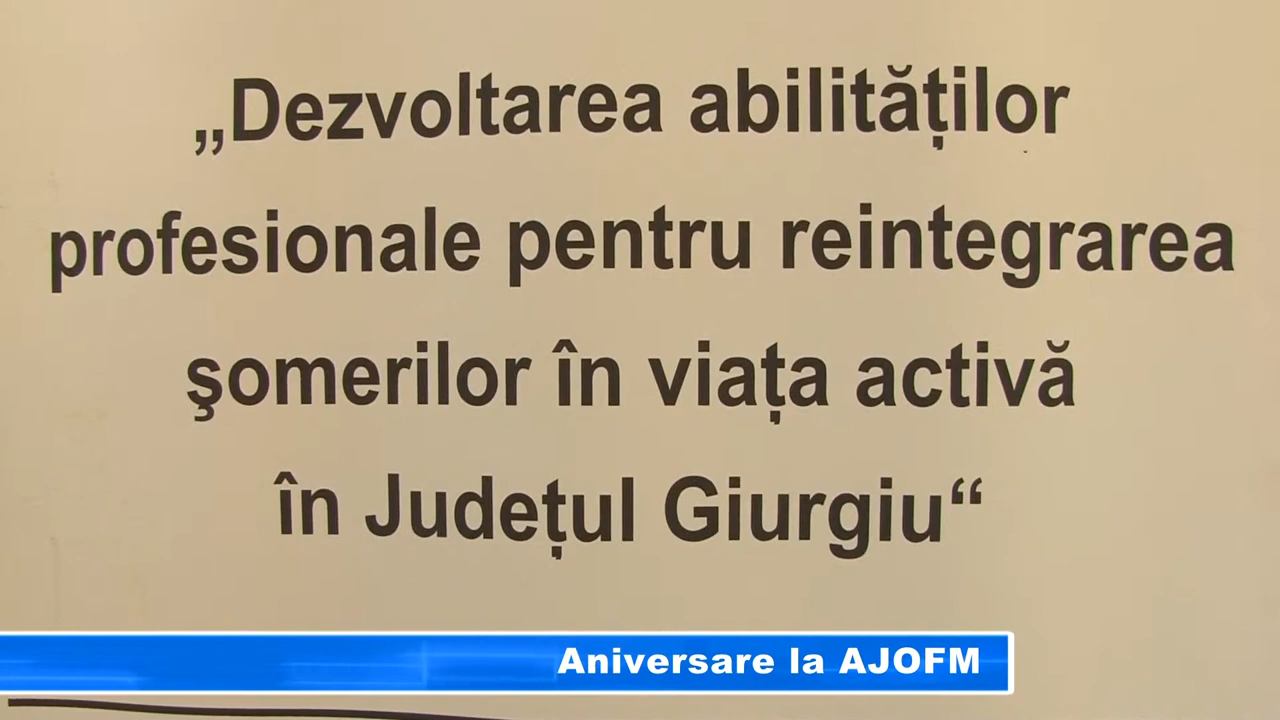 „Dezvoltarea abilităților
profesionale pentru reintegrarea
şomerilor în viața activă
în Județul Giurgiu“
Aniversare la AJOFM